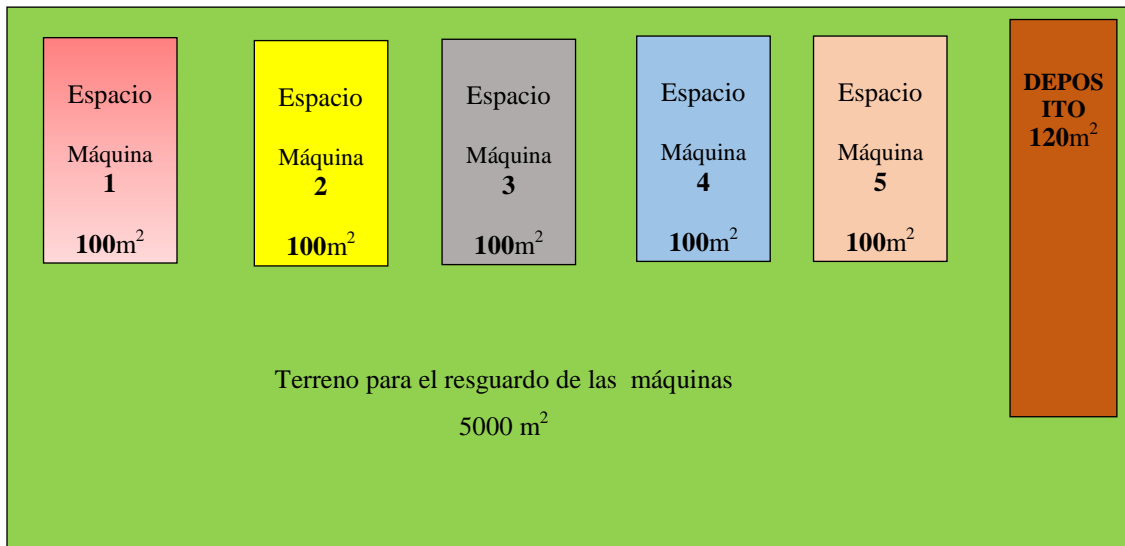 Espacio
Máquina
1
100m²
Espacio
Máquina
2
100m²
Espacio
Máquina
3
100m²
Espacio
Máquina
4
100m²
Espacio
Máquina
5
100m²
DEPOS
ITO
120m²
Terreno para el resguardo de las máquinas
5000 m²